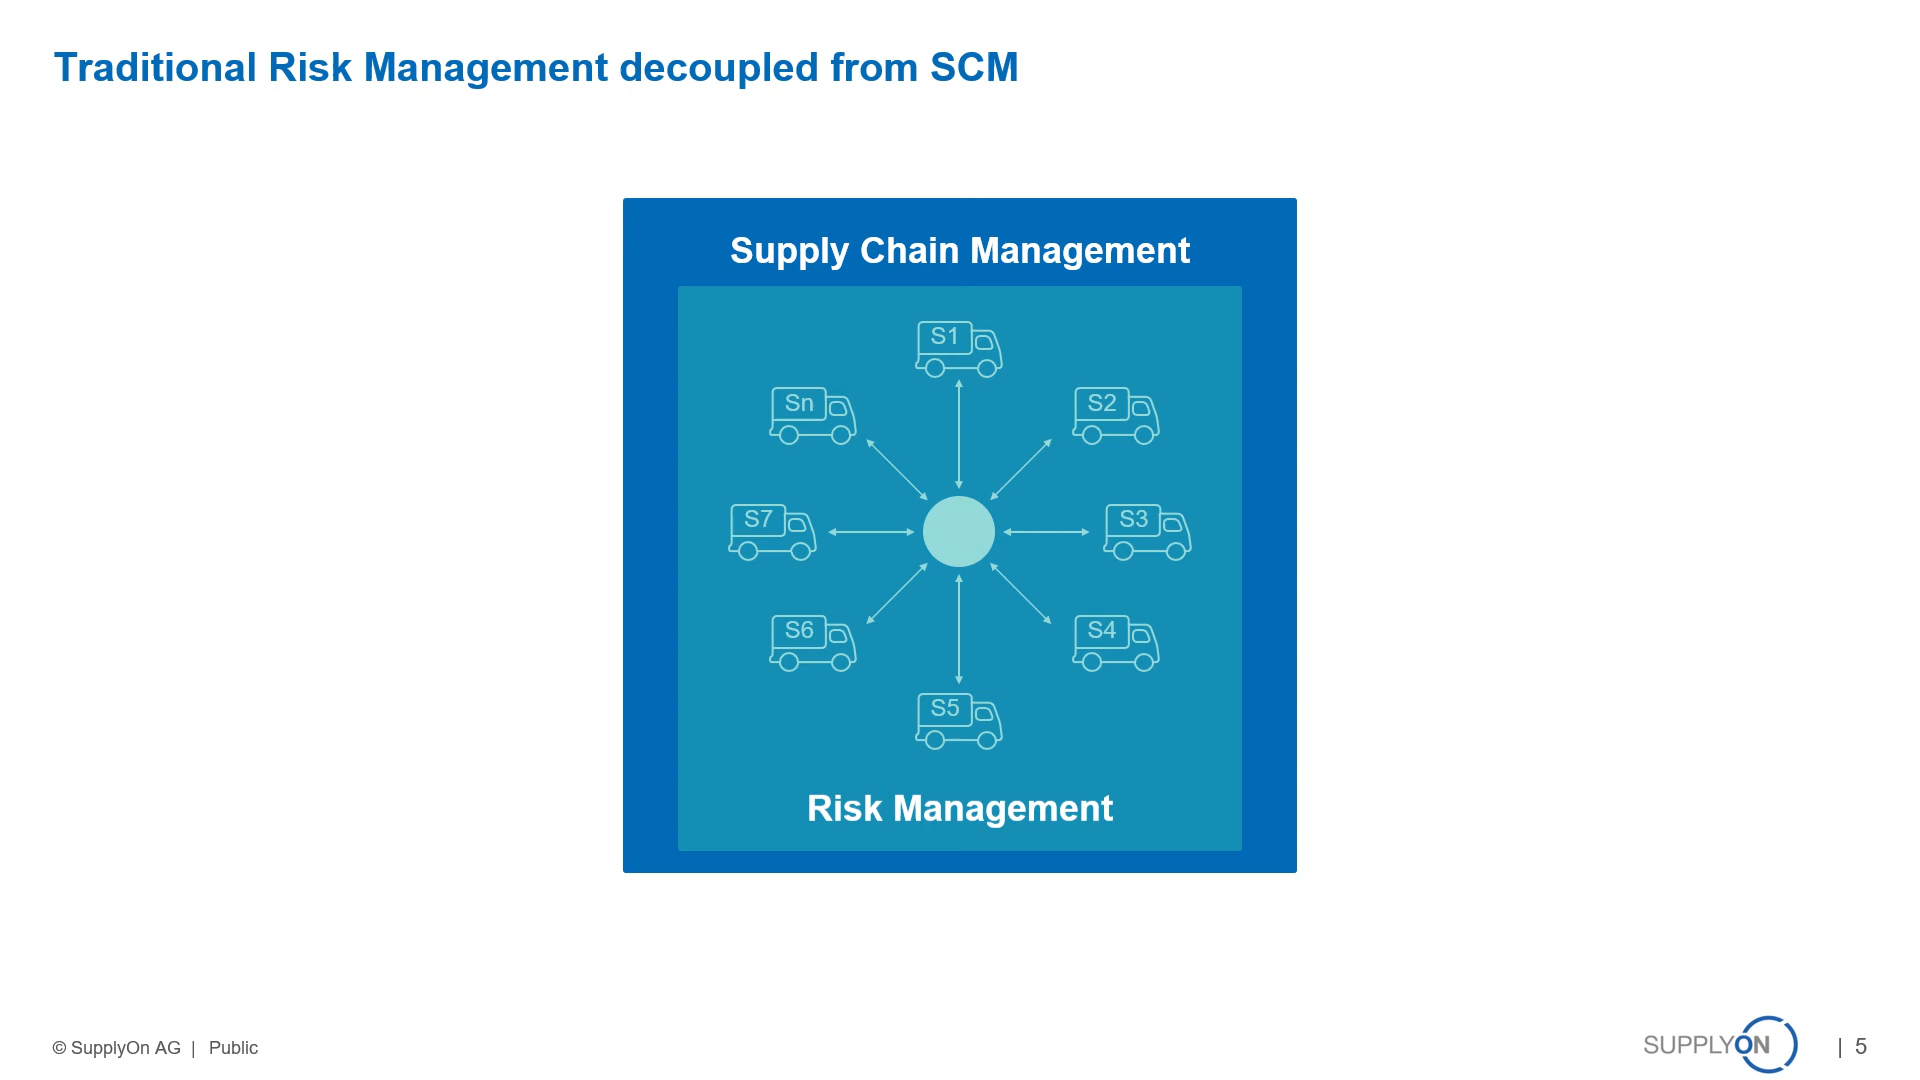 Traditional Risk Management decoupled from SCM
Supply Chain Management
S1
Sn
S2
S7
S3
S6
S4
S5
Risk Management
© SupplyOn AG | Public
SUPPLYON
| 5